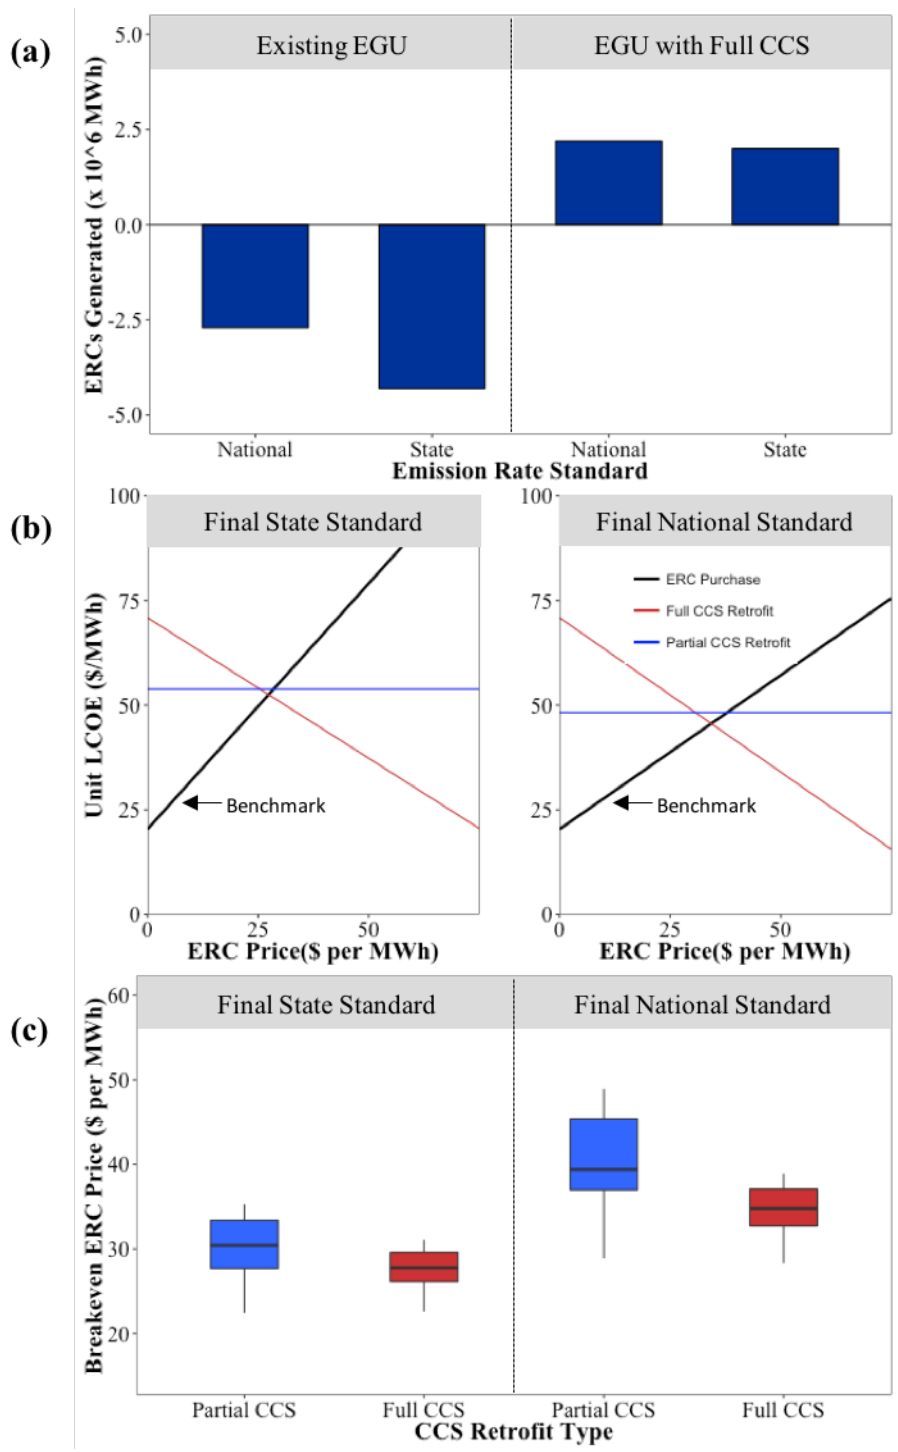 (a)
Existing EGU
EGU with Full CCS
ERCs Generated (x 10^6 MWh)
5.0
2.5
0.0
-2.5
-5.0
National
State
National
State
Emission Rate Standard
(b)
Final State Standard
Final National Standard
Unit LCOE ($/MWh)
100
75
50
25
0
Benchmark
0
25
50
ERC Price($ per MWh)
100
75
50
25
0
ERC Purchase
Full CCS Retrofit
Partial CCS Retrofit
Benchmark
0
25
50
ERC Price($ per MWh)
(c)
Final State Standard
Final National Standard
Breakeven ERC Price ($ per MWh)
60
50
40
30
20
Partial CCS
Full CCS
Partial CCS
Full CCS
CCS Retrofit Type